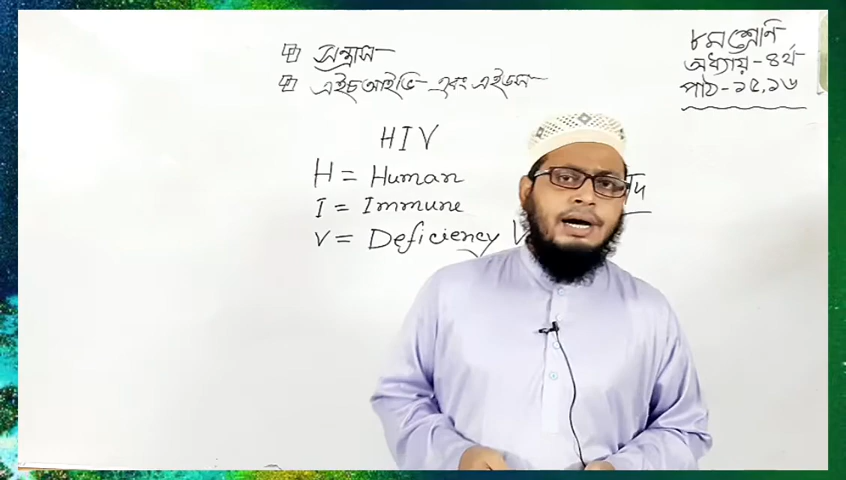 সন্ত্রাস
এইচআইভি এবং এইডস
৮ম শ্রেণি
অধ্যায়-৪র্থ
পাঠ-১৫,১৬
HIV
H = Human
I = Immune
V = Deficiency V